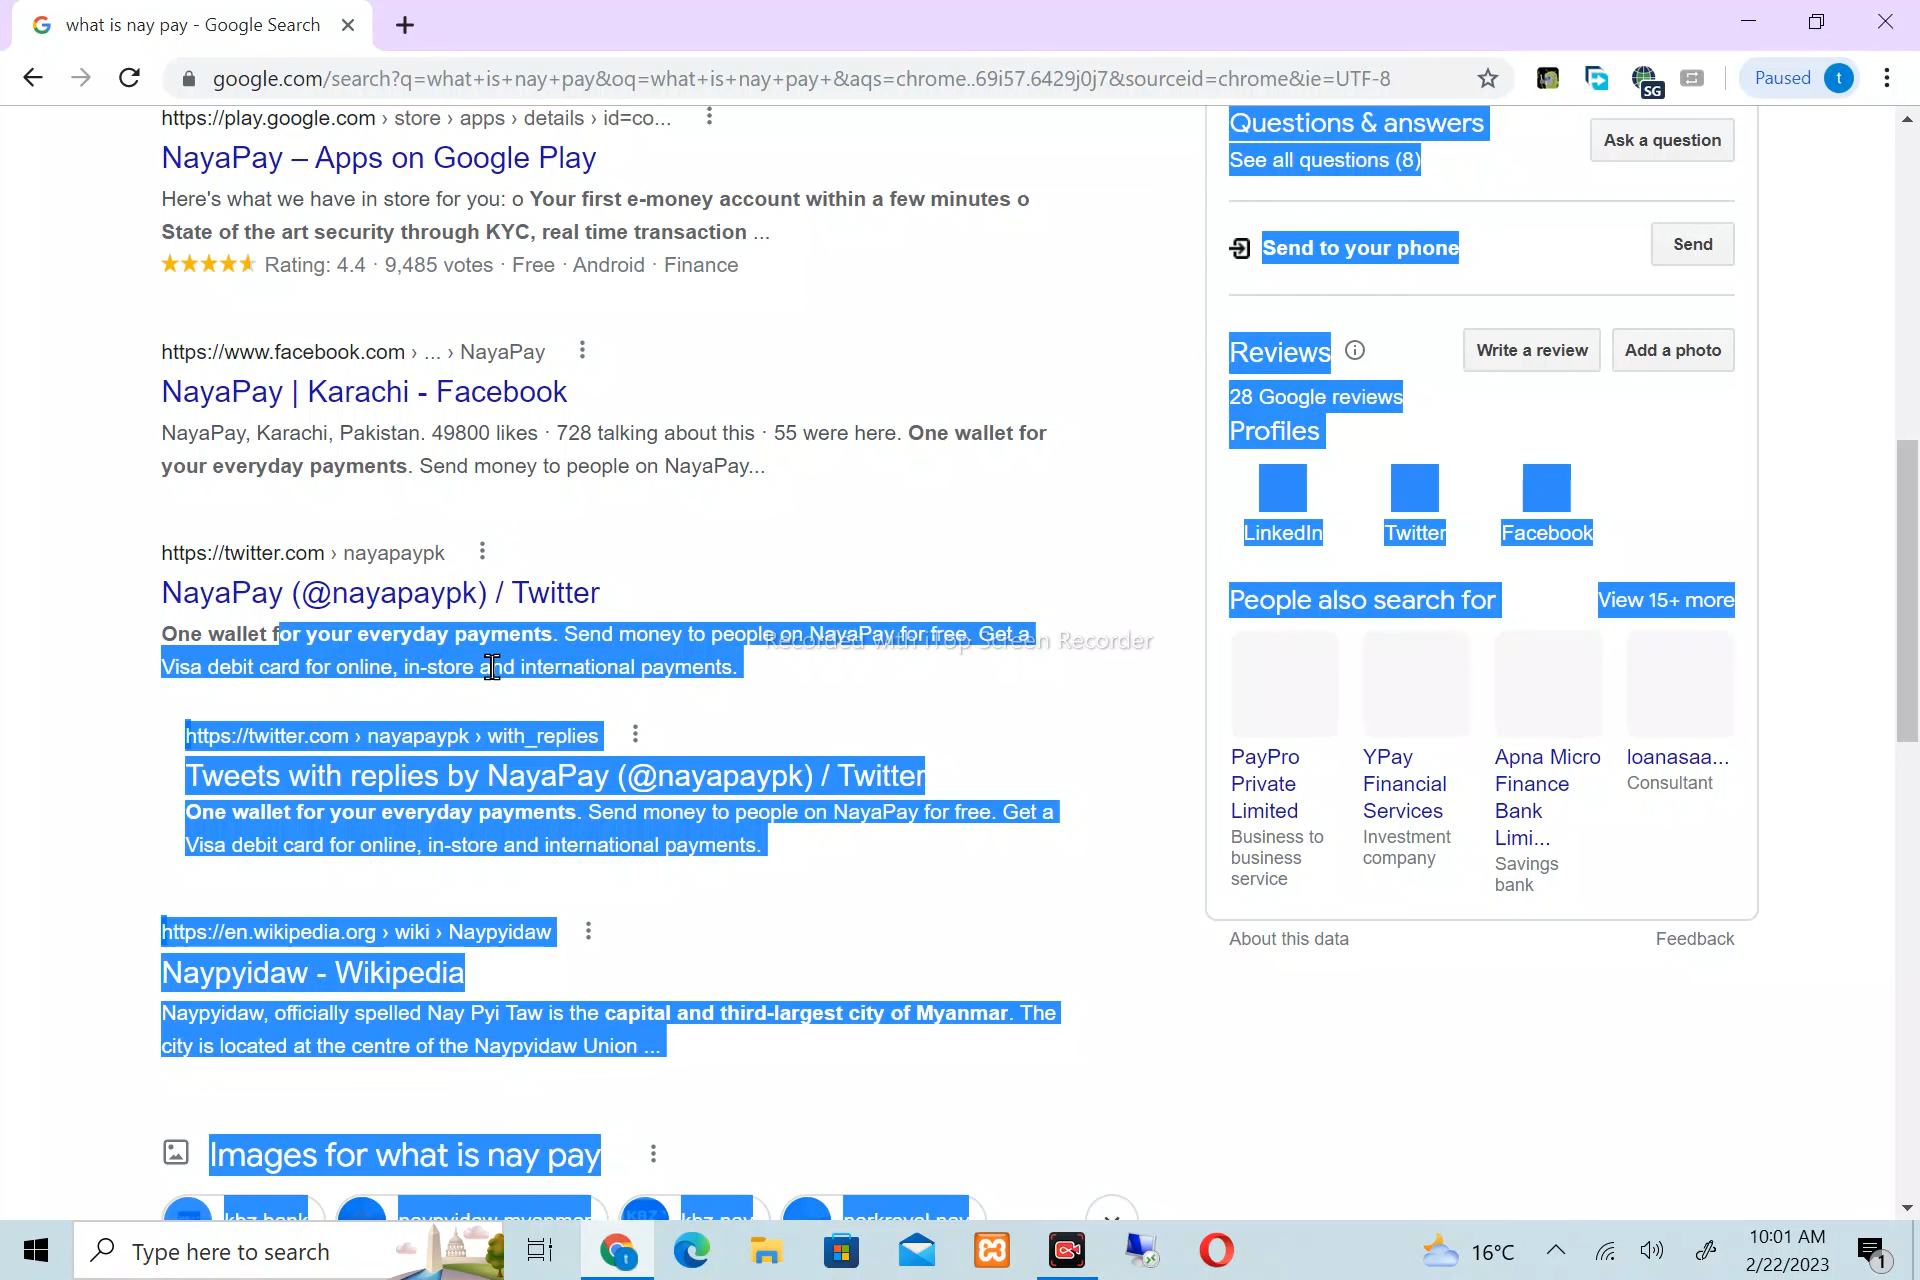 what is nay pay - Google Search
google.com/search?q=what+is+nay+pay&oq=what+is+nay+pay+&aqs=chrome..69i57.6429j0j7&sourceid=chrome&ie=UTF-8
SG
Paused t
https://play.google.com › store › apps › details › id=co...
NayaPay – Apps on Google Play
Here's what we have in store for you: o Your first e-money account within a few minutes o
State of the art security through KYC, real time transaction ...
Rating: 4.4 · 9,485 votes · Free · Android · Finance
https://www.facebook.com › ... › NayaPay
NayaPay | Karachi - Facebook
NayaPay, Karachi, Pakistan. 49800 likes · 728 talking about this · 55 were here. One wallet for
your everyday payments. Send money to people on NayaPay...
https://twitter.com › nayapaypk
NayaPay (@nayapaypk) / Twitter
One wallet for your everyday payments. Send money to people on NayaPay for free. Get a
Visa debit card for online, in-store and international payments.
Recorded with iTop Screen Recorder
https://twitter.com › nayapaypk › with_replies
Tweets with replies by NayaPay (@nayapaypk) / Twitter
One wallet for your everyday payments. Send money to people on NayaPay for free. Get a
Visa debit card for online, in-store and international payments.
https://en.wikipedia.org › wiki › Naypyidaw
Naypyidaw - Wikipedia
Naypyidaw, officially spelled Nay Pyi Taw is the capital and third-largest city of Myanmar. The
city is located at the centre of the Naypyidaw Union ...
Images for what is nay pay
kbz bank
naypyidaw myanmar
kbz pay
parkroyal nay
Questions & answers
See all questions (8)
Ask a question
Send to your phone
Send
Reviews
Write a review
Add a photo
28 Google reviews
Profiles
LinkedIn
Twitter
Facebook
People also search for
View 15+ more
PayPro
Private
Limited
Business to
business
service
YPay
Financial
Services
Investment
company
Apna Micro
Finance
Bank
Limi...
Savings
bank
loanasaa...
Consultant
About this data
Feedback
Type here to search
t
16°C
10:01 AM
2/22/2023
1